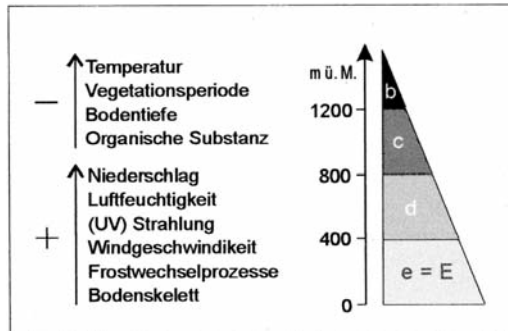 −
Temperatur
Vegetationsperiode
Bodentiefe
Organische Substanz
+
Niederschlag
Luftfeuchtigkeit
(UV) Strahlung
Windgeschwindikeit
Frostwechselprozesse
Bodenskelett
m ü. M.
1200
800
400
0
b
c
d
e = E